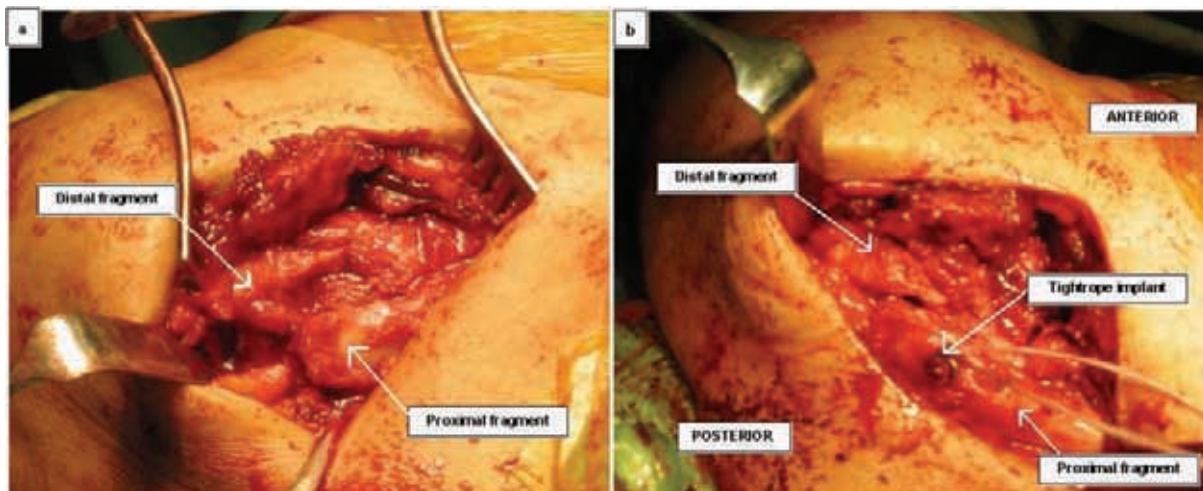 a
Distal fragment
Proximal fragment
b
ANTERIOR
Distal fragment
Tightrope implant
POSTERIOR
Proximal fragment